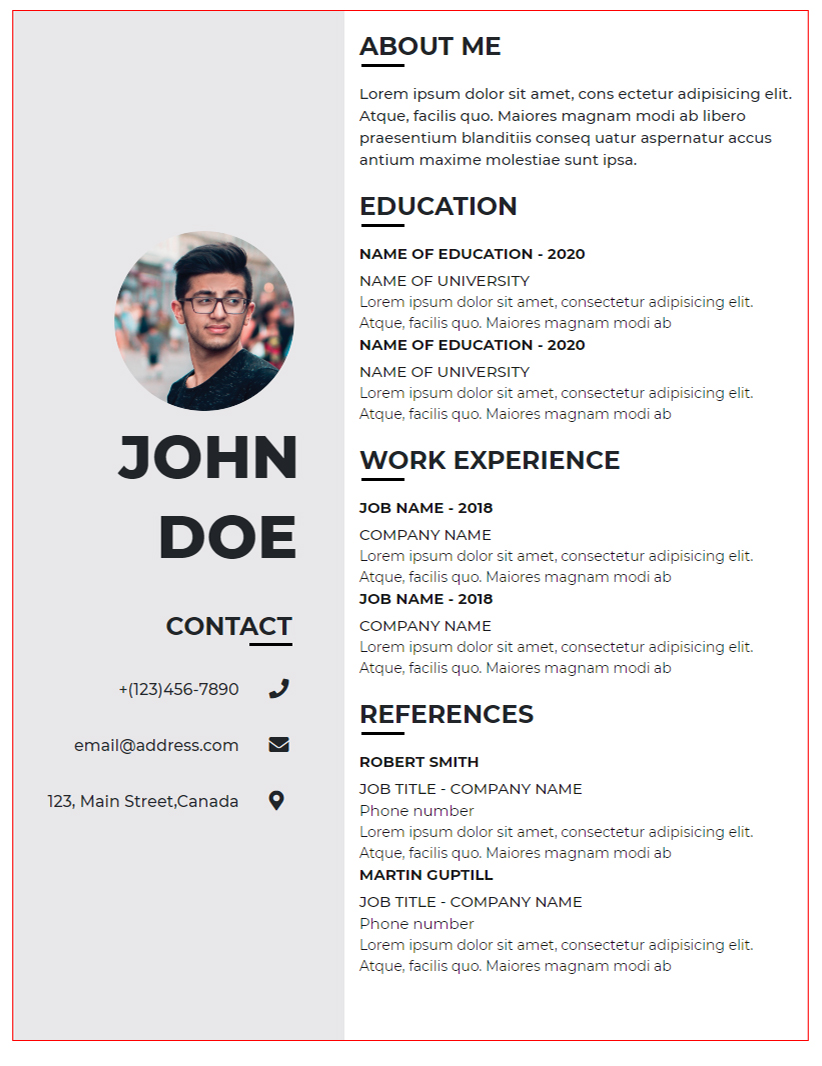 JOHN
DOE
CONTACT
+(123)456-7890
email@address.com
123, Main Street,Canada
ABOUT ME
Lorem ipsum dolor sit amet, cons ectetur adipisicing elit.
Atque, facilis quo. Maiores magnam modi ab libero
praesentium blanditiis conseq uatur aspernatur accus
antium maxime molestiae sunt ipsa.
EDUCATION
NAME OF EDUCATION - 2020
NAME OF UNIVERSITY
Lorem ipsum dolor sit amet, consectetur adipisicing elit.
Atque, facilis quo. Maiores magnam modi ab
NAME OF EDUCATION - 2020
NAME OF UNIVERSITY
Lorem ipsum dolor sit amet, consectetur adipisicing elit.
Atque, facilis quo. Maiores magnam modi ab
WORK EXPERIENCE
JOB NAME - 2018
COMPANY NAME
Lorem ipsum dolor sit amet, consectetur adipisicing elit.
Atque, facilis quo. Maiores magnam modi ab
JOB NAME - 2018
COMPANY NAME
Lorem ipsum dolor sit amet, consectetur adipisicing elit.
Atque, facilis quo. Maiores magnam modi ab
REFERENCES
ROBERT SMITH
JOB TITLE - COMPANY NAME
Phone number
Lorem ipsum dolor sit amet, consectetur adipisicing elit.
Atque, facilis quo. Maiores magnam modi ab
MARTIN GUPTILL
JOB TITLE - COMPANY NAME
Phone number
Lorem ipsum dolor sit amet, consectetur adipisicing elit.
Atque, facilis quo. Maiores magnam modi ab